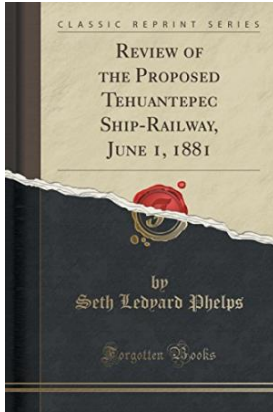 CLASSIC REPRINT SERIES
REVIEW OF
THE PROPOSED
TEHUANTEPEC
SHIP-RAILWAY,
JUNE 1, 1881
by
Seth Ledyard Phelps
Forgotten Books